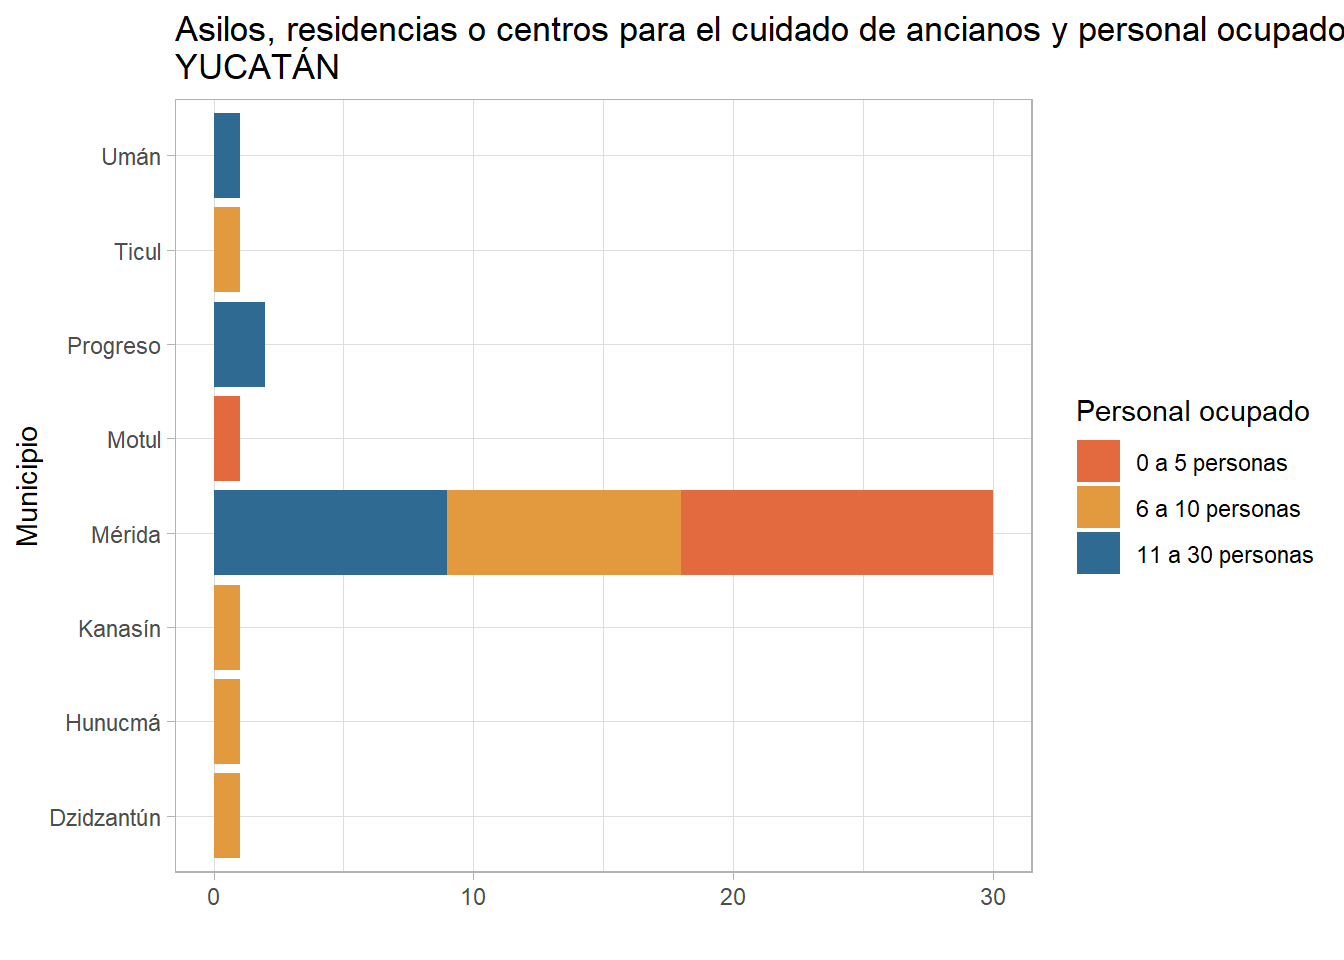 Asilos, residencias o centros para el cuidado de ancianos y personal ocupado
YUCATÁN
Umán
Ticul
Progreso
Motul
Mérida
Kanasín
Hunucmá
Dzidzantún
Municipio
0 10 20 30
Personal ocupado
0 a 5 personas
6 a 10 personas
11 a 30 personas